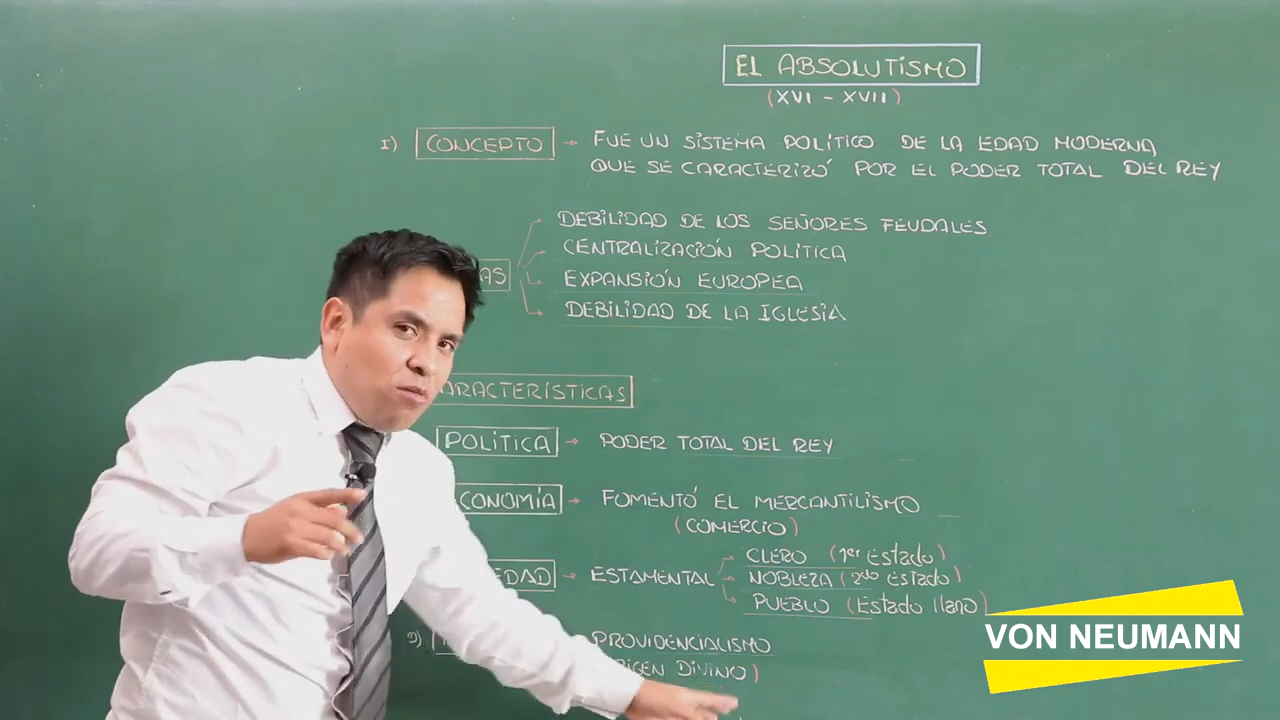 EL ABSOLUTISMO
(XVI - XVII)
I) CONCEPTO → FUE UN SISTEMA POLÍTICO DE LA EDAD MODERNA
QUE SE CARACTERIZÓ POR EL PODER TOTAL DEL REY
DEBILIDAD DE LOS SEÑORES FEUDALES
CENTRALIZACIÓN POLÍTICA
AS
EXPANSIÓN EUROPEA
DEBILIDAD DE LA IGLESIA
ARACTERÍSTICAS
POLÍTICA → PODER TOTAL DEL REY
CONOMÍA → FOMENTÓ EL MERCANTILISMO
(COMERCIO)
CLERO (1er Estado)
EDAD → ESTAMENTAL NOBLEZA (2do Estado)
PUEBLO (Estado llano)
VON NEUMANN
D) PROVIDENCIALISMO
IGEN DIVINO)